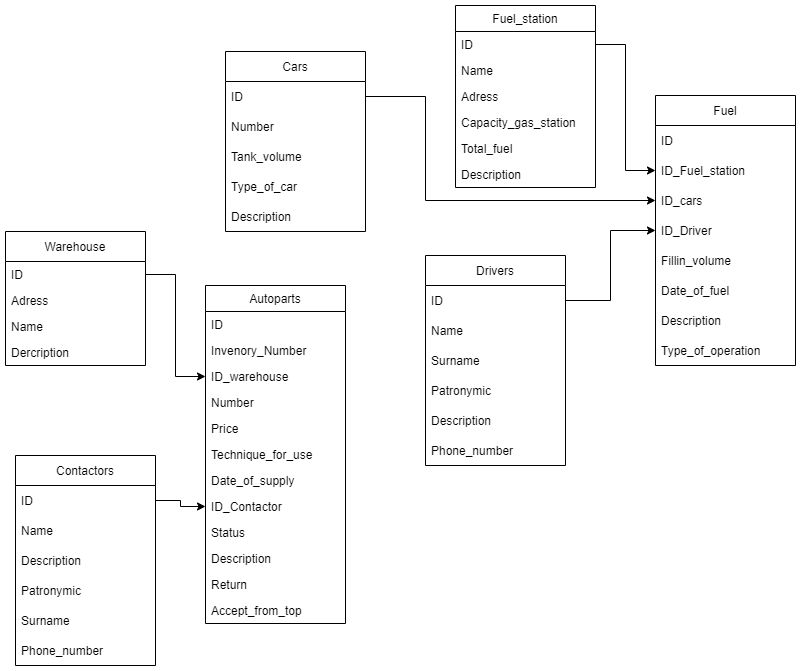 Fuel_station
ID
Name
Adress
Capacity_gas_station
Total_fuel
Description
Cars
ID
Number
Tank_volume
Type_of_car
Description
Fuel
ID
ID_Fuel_station
ID_cars
ID_Driver
Fillin_volume
Date_of_fuel
Description
Type_of_operation
Warehouse
ID
Adress
Name
Dercription
Drivers
ID
Name
Surname
Patronymic
Description
Phone_number
Autoparts
ID
Invenory_Number
ID_warehouse
Number
Price
Technique_for_use
Date_of_supply
ID_Contactor
Status
Description
Return
Accept_from_top
Contactors
ID
Name
Description
Patronymic
Surname
Phone_number